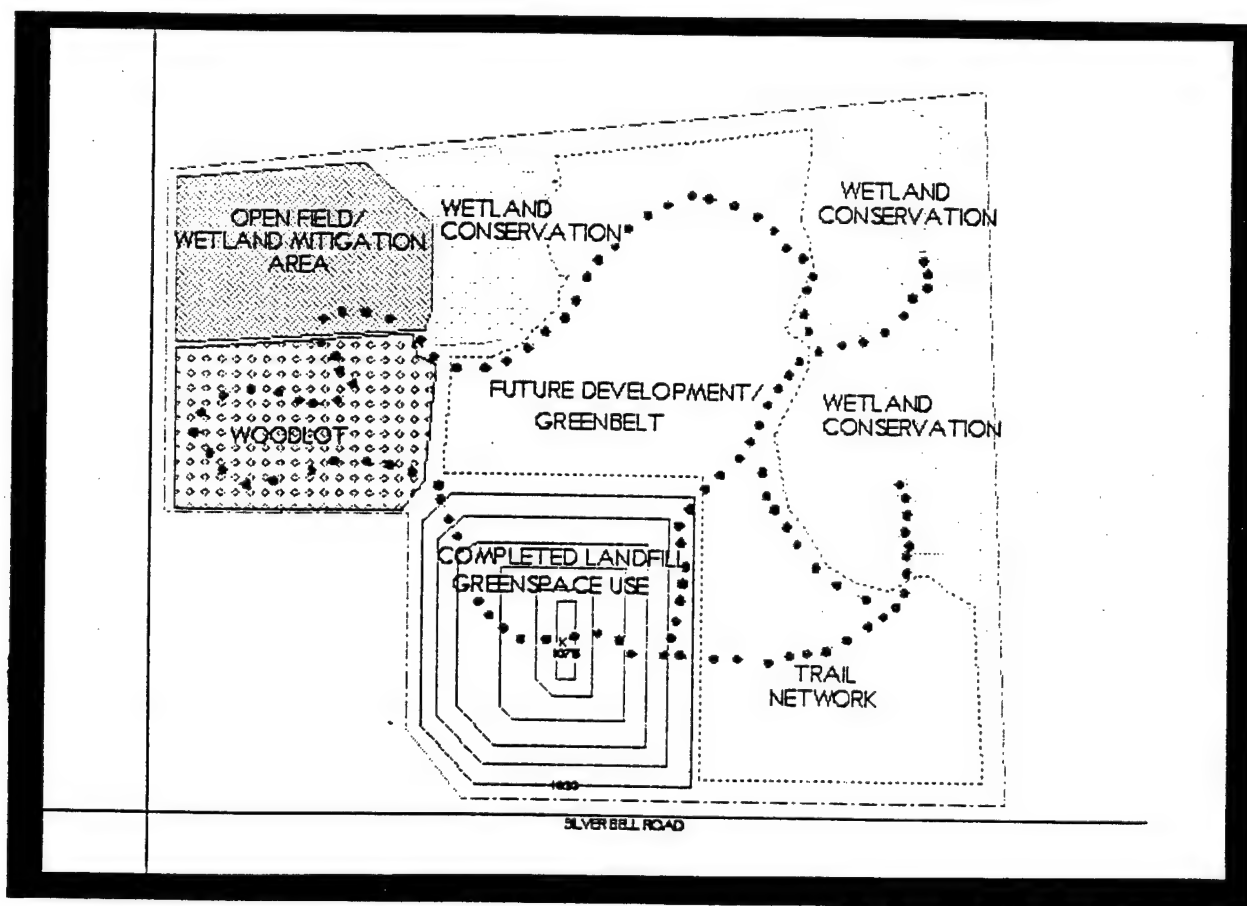 OPEN FIELD/
WETLAND MITIGATION
AREA
WETLAND
CONSERVATION
WETLAND
CONSERVATION
FUTURE DEVELOPMENT/
GREENBELT
WETLAND
CONSERVATION
WOODLOT
COMPLETED LANDFILL
GREENSPACE USE
X
TRAIL
NETWORK
SILVER BELL ROAD